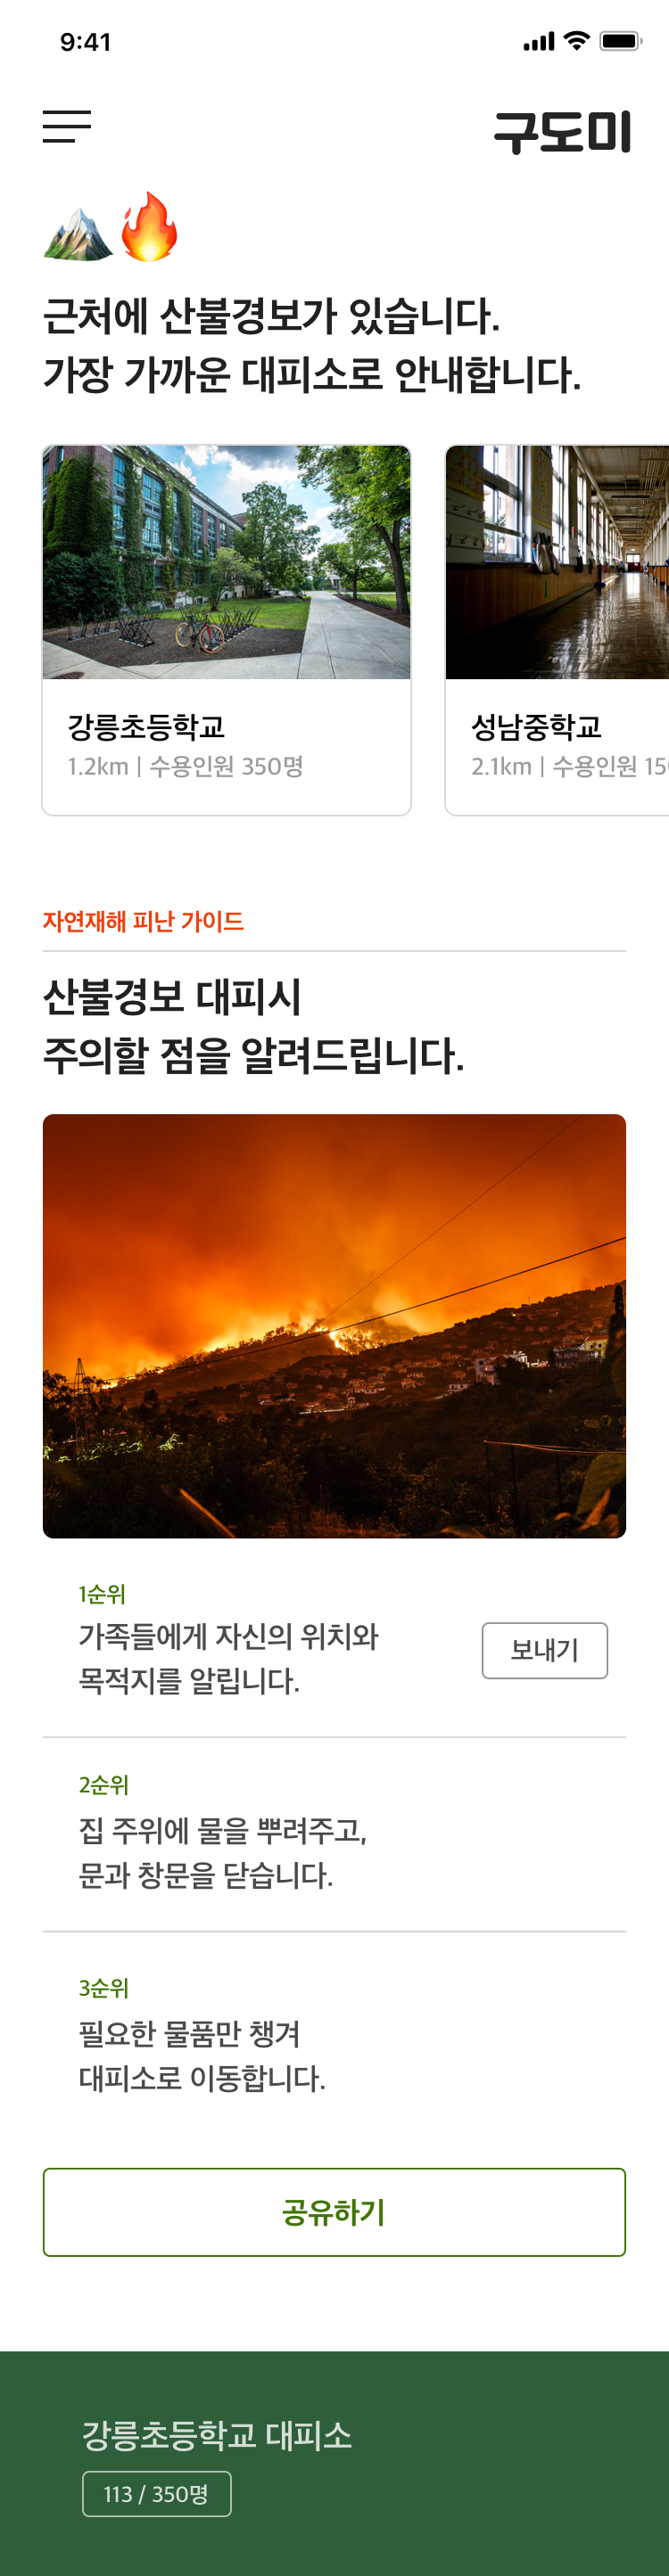 9:41
구도미
근처에 산불경보가 있습니다.
가장 가까운 대피소로 안내합니다.
강릉초등학교
1.2km | 수용인원 350명
성남중학교
2.1km | 수용인원
자연재해 피난 가이드
산불경보 대피시
주의할 점을 알려드립니다.
1순위
가족들에게 자신의 위치와
목적지를 알립니다.
보내기
2순위
집 주위에 물을 뿌려주고,
문과 창문을 닫습니다.
3순위
필요한 물품만 챙겨
대피소로 이동합니다.
공유하기
강릉초등학교 대피소
113 / 350명